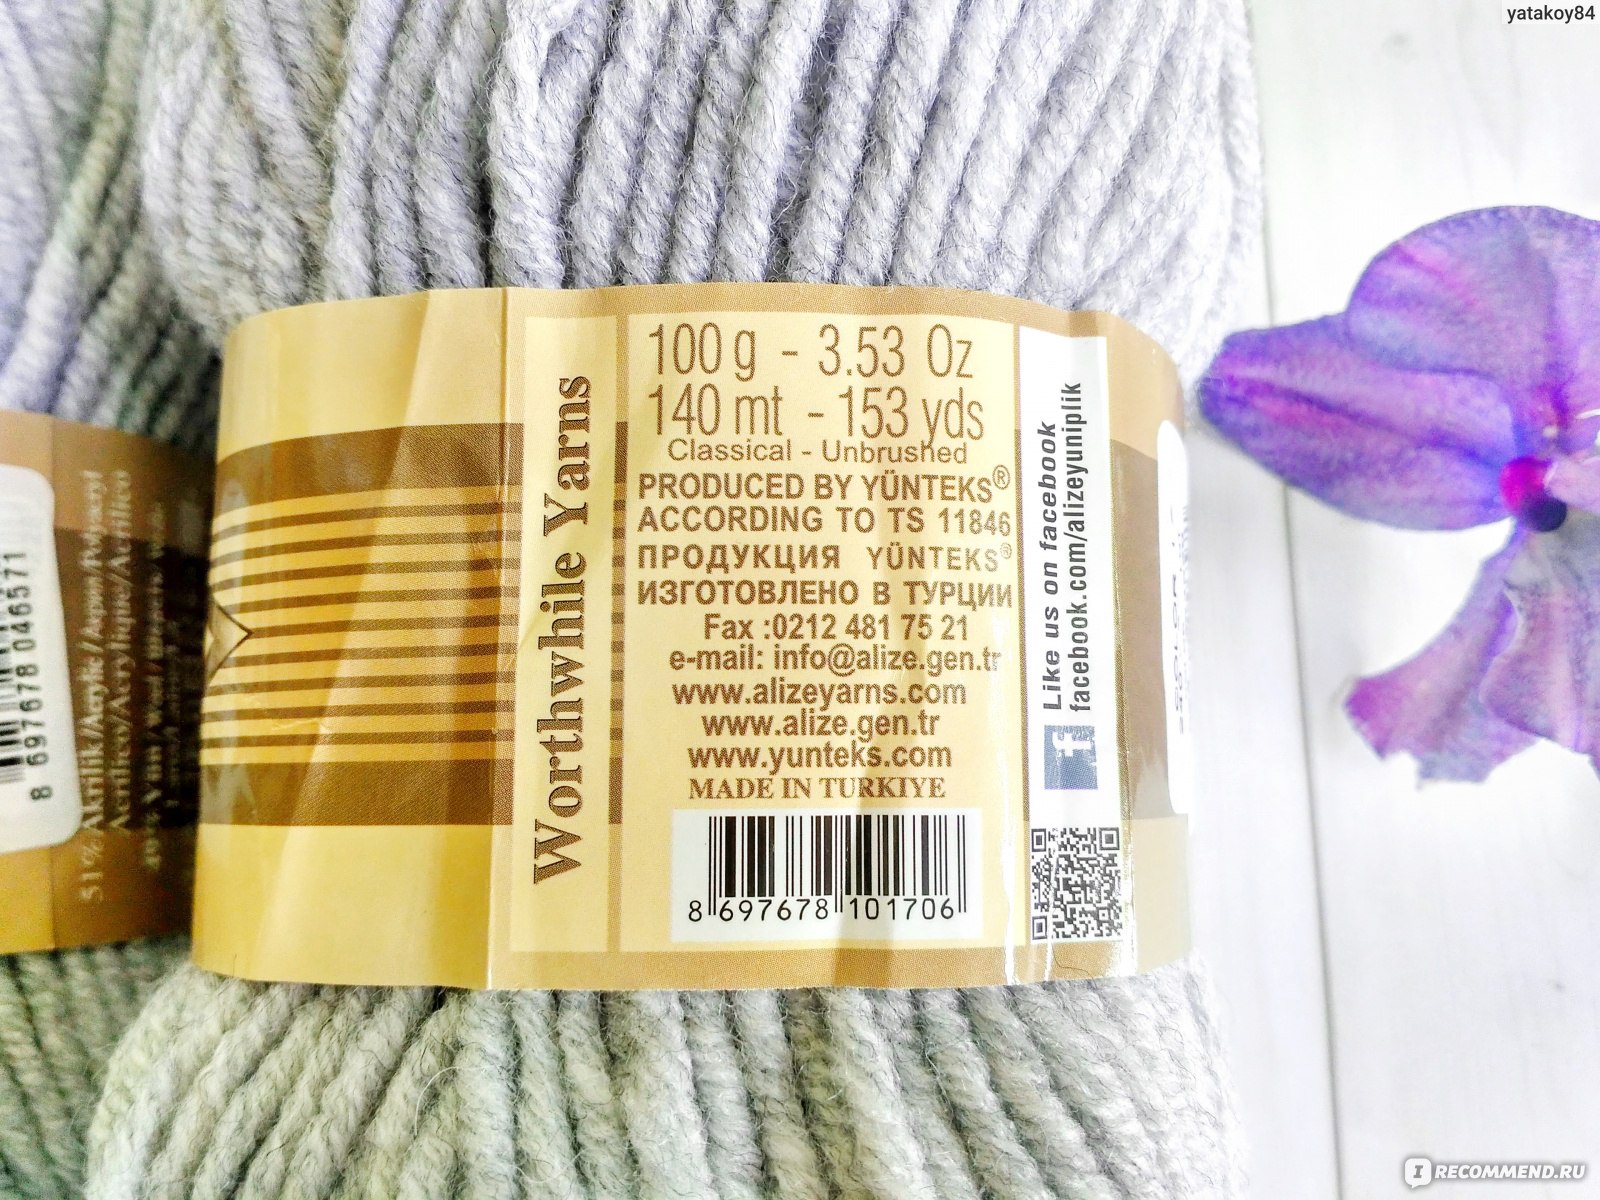 yatakoy84
100 g - 3.53 Oz
140 mt - 153 yds
Classical - Unbrushed
PRODUCED BY YÜNTEKS®
ACCORDING TO TS 11846
ПРОДУКЦИЯ YÜNTEKS®
ИЗГОТОВЛЕНО В ТУРЦИИ
Fax :0212 481 75 21
e-mail: info@alize.gen.tr
www.alizeyarns.com
www.alize.gen.tr
www.yunteks.com
MADE IN TURKIYE
8 697678 101706
Worthwhile Yarns
Like us on facebook
facebook.com/alizeyuniplik
8 697678 046571
51% Akrilik/Acrylic/
I RECOMMEND.RU